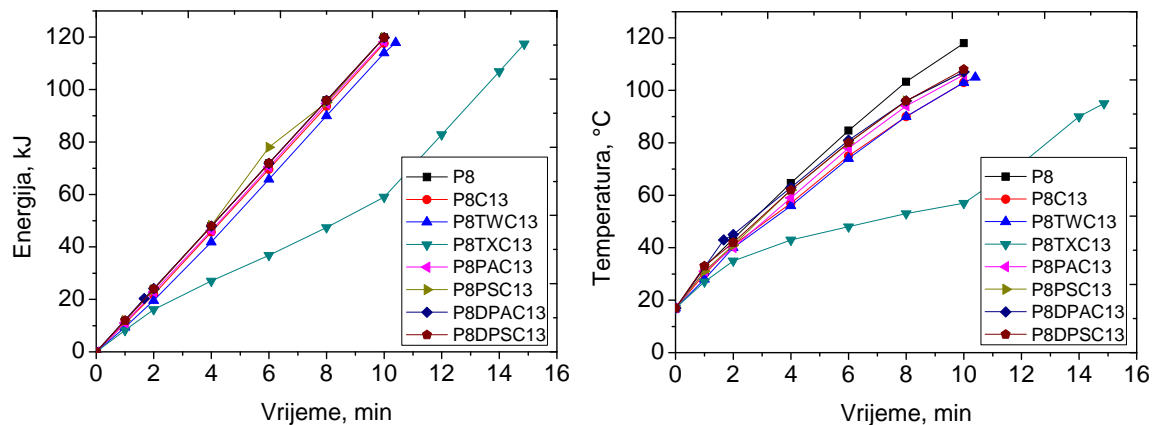 120
100
80
60
40
20
0
Energija, kJ
P8
P8C13
P8TWC13
P8TXC13
P8PAC13
P8PSC13
P8DPAC13
P8DPSC13
0 2 4 6 8 10 12 14 16
Vrijeme, min
120
100
80
60
40
20
0
Temperatura, °C
P8
P8C13
P8TWC13
P8TXC13
P8PAC13
P8PSC13
P8DPAC13
P8DPSC13
0 2 4 6 8 10 12 14 16
Vrijeme, min